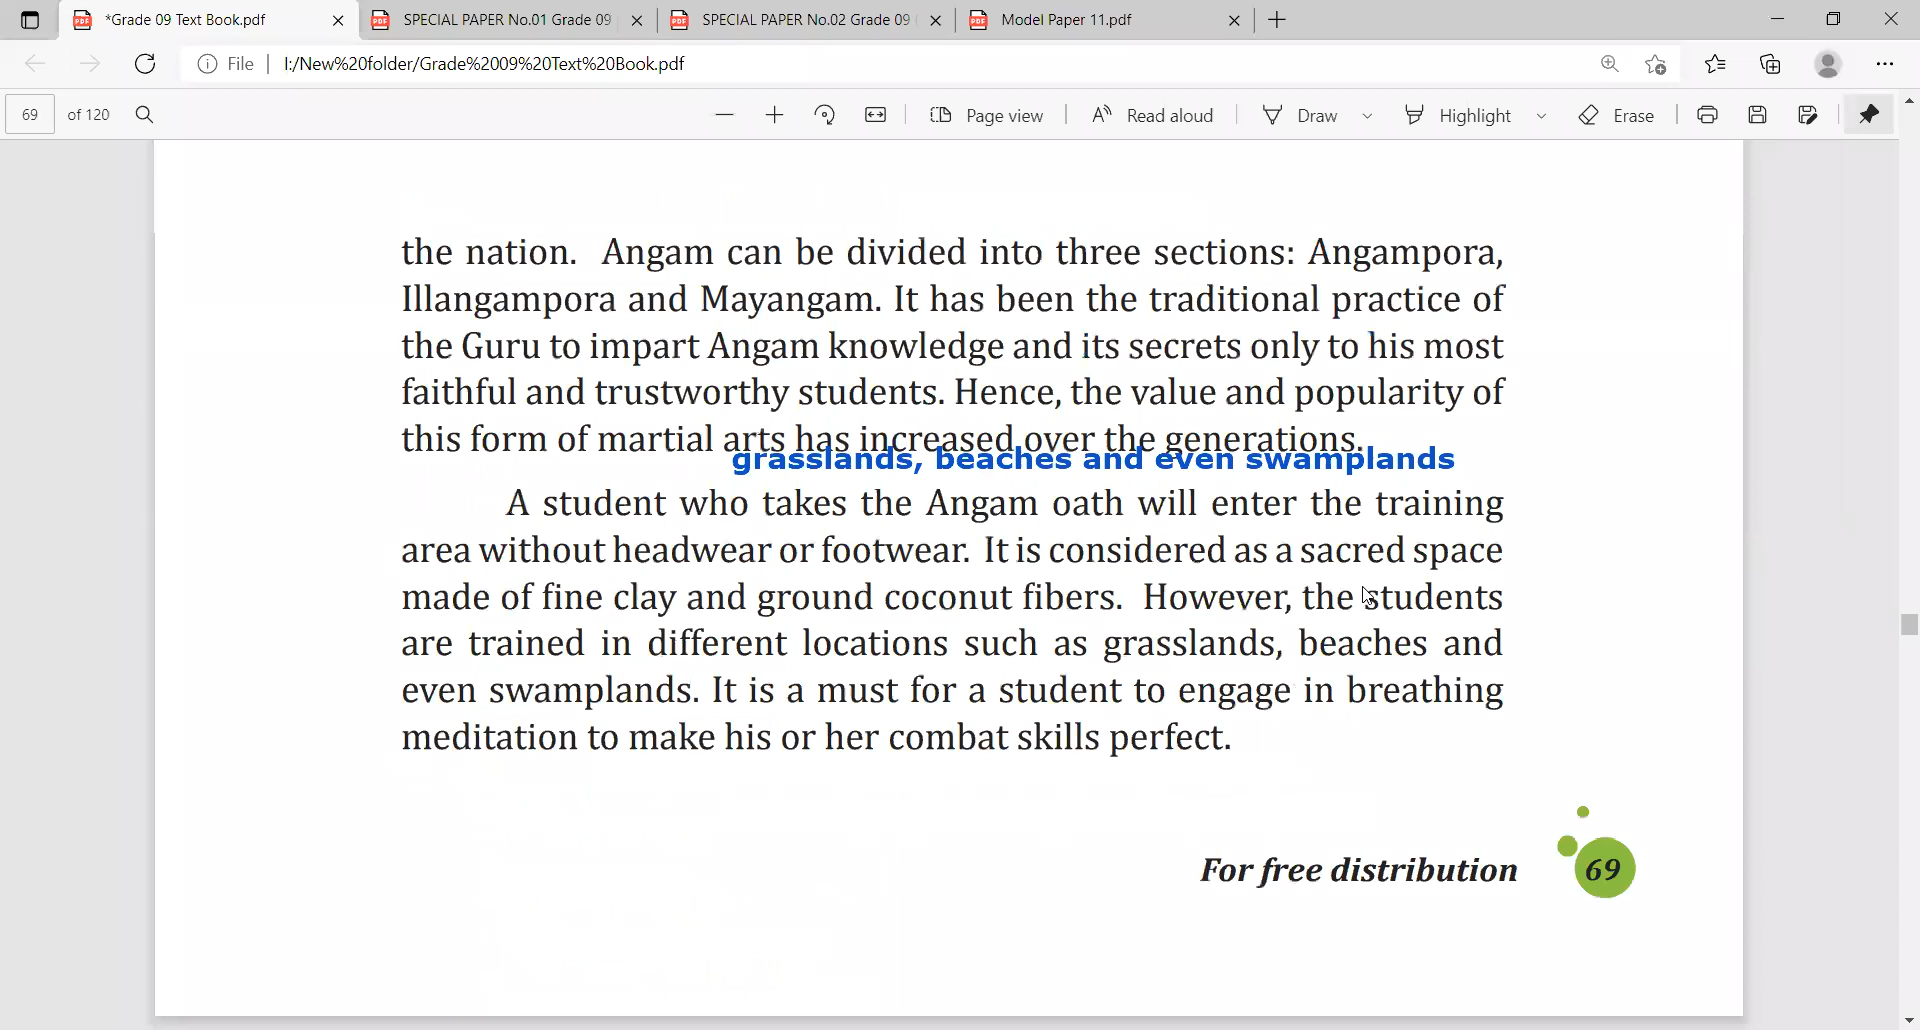 *Grade 09 Text Book.pdf
SPECIAL PAPER No.01 Grade 09
SPECIAL PAPER No.02 Grade 09
Model Paper 11.pdf
File
I:/New%20folder/Grade%2009%20Text%20Book.pdf
69 of 120
Page view
Read aloud
Draw
Highlight
Erase
the nation. Angam can be divided into three sections: Angampora,
Illangampora and Mayangam. It has been the traditional practice of
the Guru to impart Angam knowledge and its secrets only to his most
faithful and trustworthy students. Hence, the value and popularity of
this form of martial arts has increased over the generations.
grasslands, beaches and even swamplands
A student who takes the Angam oath will enter the training
area without headwear or footwear. It is considered as a sacred space
made of fine clay and ground coconut fibers. However, the students
are trained in different locations such as grasslands, beaches and
even swamplands. It is a must for a student to engage in breathing
meditation to make his or her combat skills perfect.
For free distribution
69